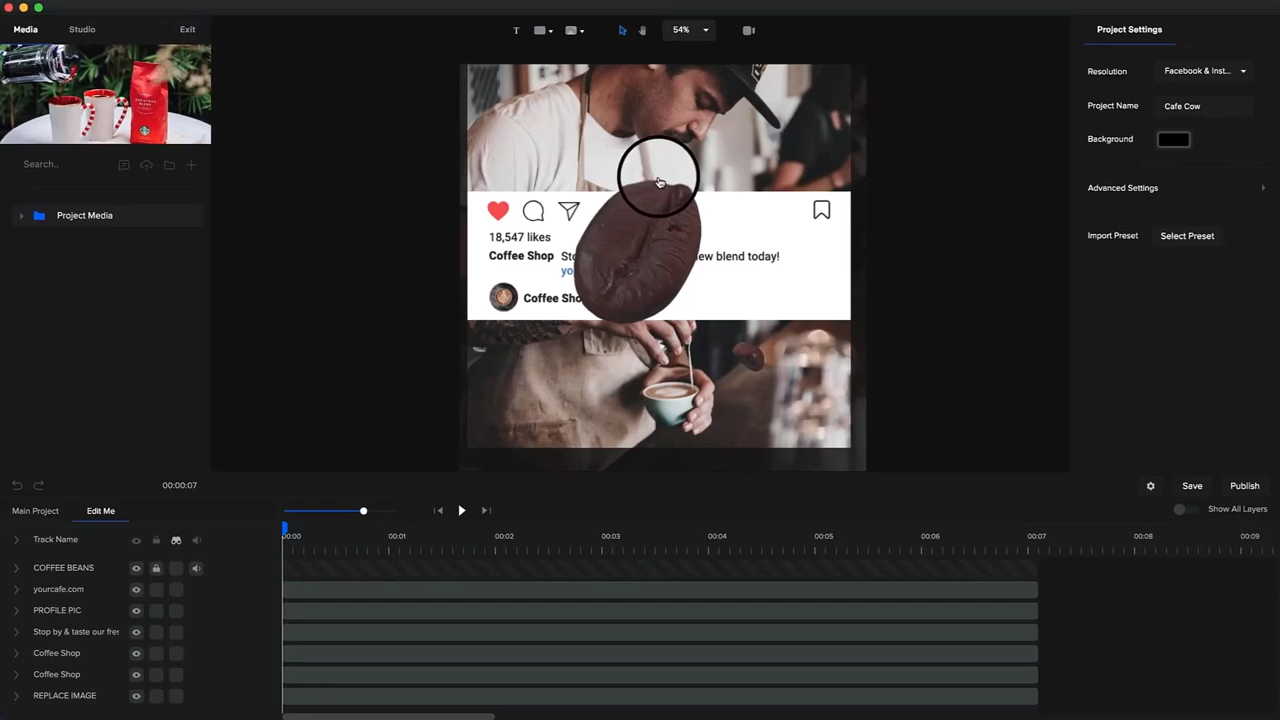 Media Studio Exit
T 54%
Project Settings
Resolution Facebook & Inst...
Project Name Cafe Cow
Background
Advanced Settings
Import Preset Select Preset
Search..
Project Media
18,547 likes
Coffee Shop Sto ew blend today!
yo
Coffee Sho
00:00:07
Save Publish
Main Project Edit Me
Show All Layers
Track Name
00:00 00:01 00:02 00:03 00:04 00:05 00:06 00:07 00:08 00:09
COFFEE BEANS
yourcafe.com
PROFILE PIC
Stop by & taste our fres
Coffee Shop
Coffee Shop
REPLACE IMAGE